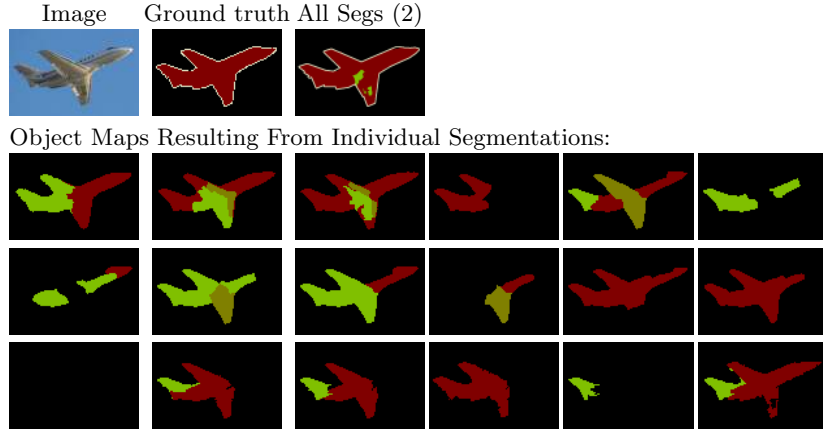 Image Ground truth All Segs (2)
Object Maps Resulting From Individual Segmentations: